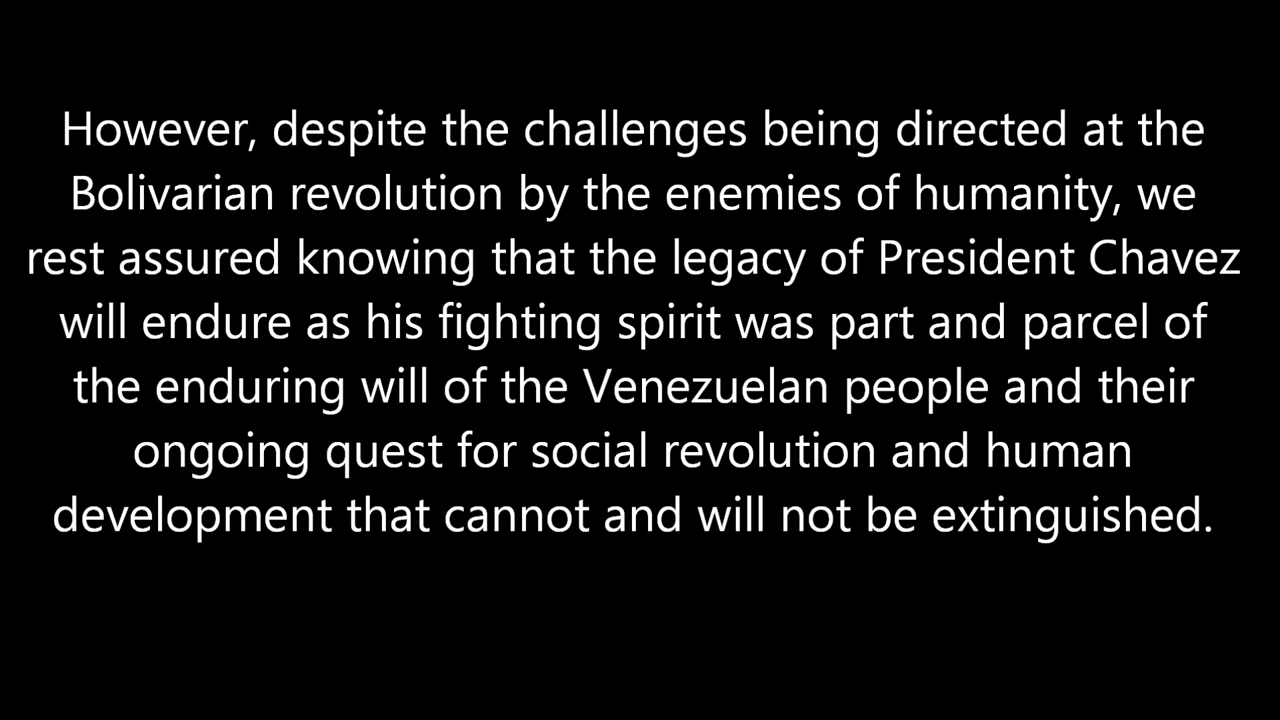 However, despite the challenges being directed at the
Bolivarian revolution by the enemies of humanity, we
rest assured knowing that the legacy of President Chavez
will endure as his fighting spirit was part and parcel of
the enduring will of the Venezuelan people and their
ongoing quest for social revolution and human
development that cannot and will not be extinguished.